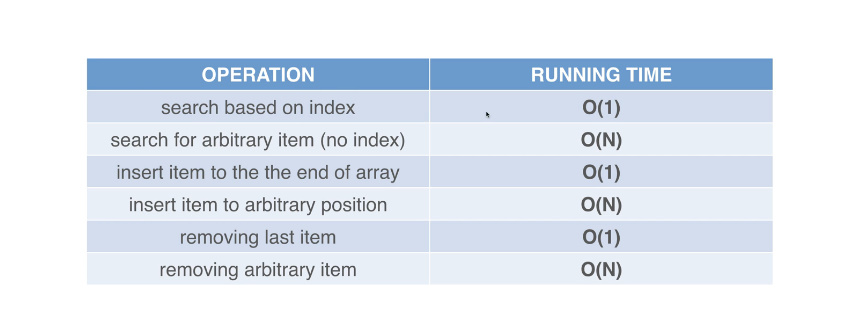 OPERATION RUNNING TIME
search based on index O(1)
search for arbitrary item (no index) O(N)
insert item to the the end of array O(1)
insert item to arbitrary position O(N)
removing last item O(1)
removing arbitrary item O(N)